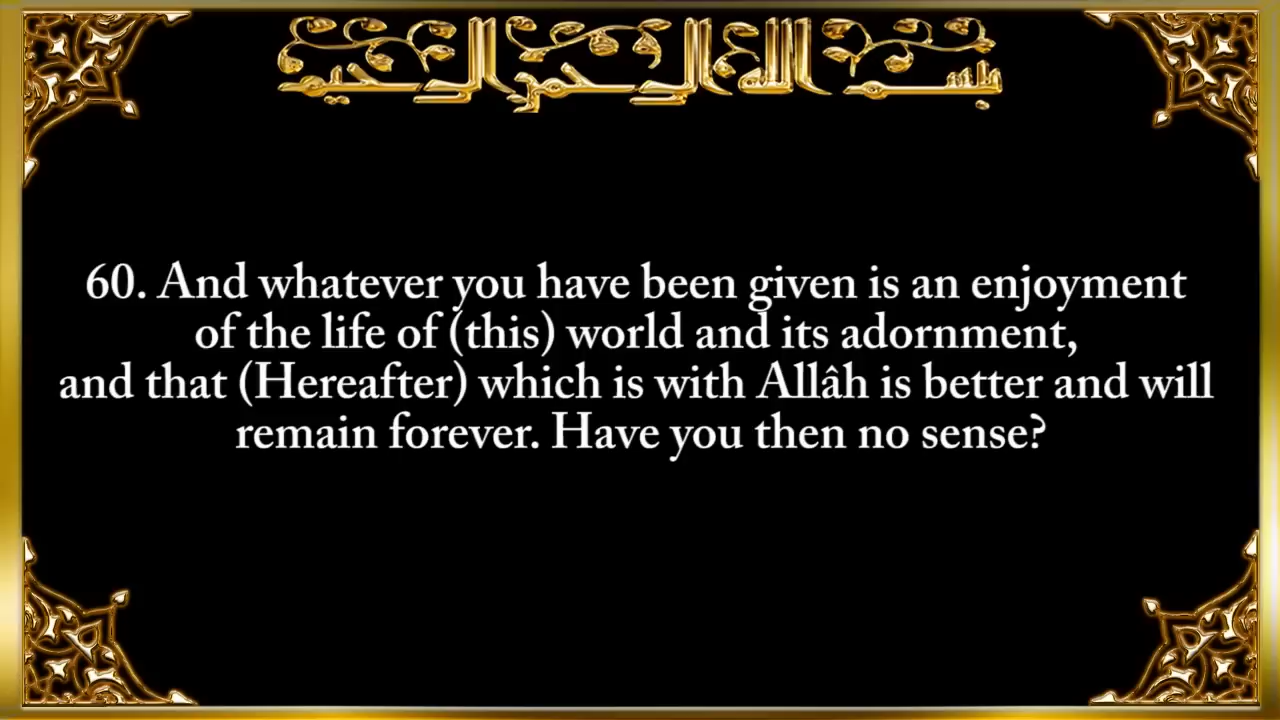 بسم الله الرحمن الرحيم
60. And whatever you have been given is an enjoyment
of the life of (this) world and its adornment,
and that (Hereafter) which is with Allâh is better and will
remain forever. Have you then no sense?